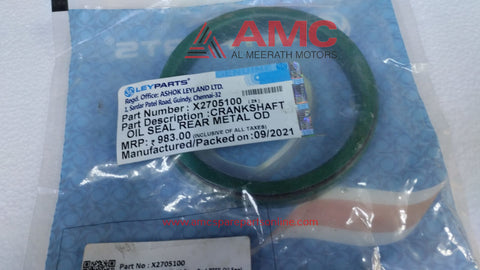 AMC
AL MEERATH MOTORS
LEYPARTS
Regd. Office: ASHOK LEYLAND LTD.
1, Sardar Patel Road, Guindy, Chennai-32
Part Number : X2705100
Part Description :CRANKSHAFT
OIL SEAL REAR METAL OD
MRP: ₹ 983.00 (INCLUSIVE OF ALL TAXES)
Manufactured/Packed on :09/2021
Part No : X2705100